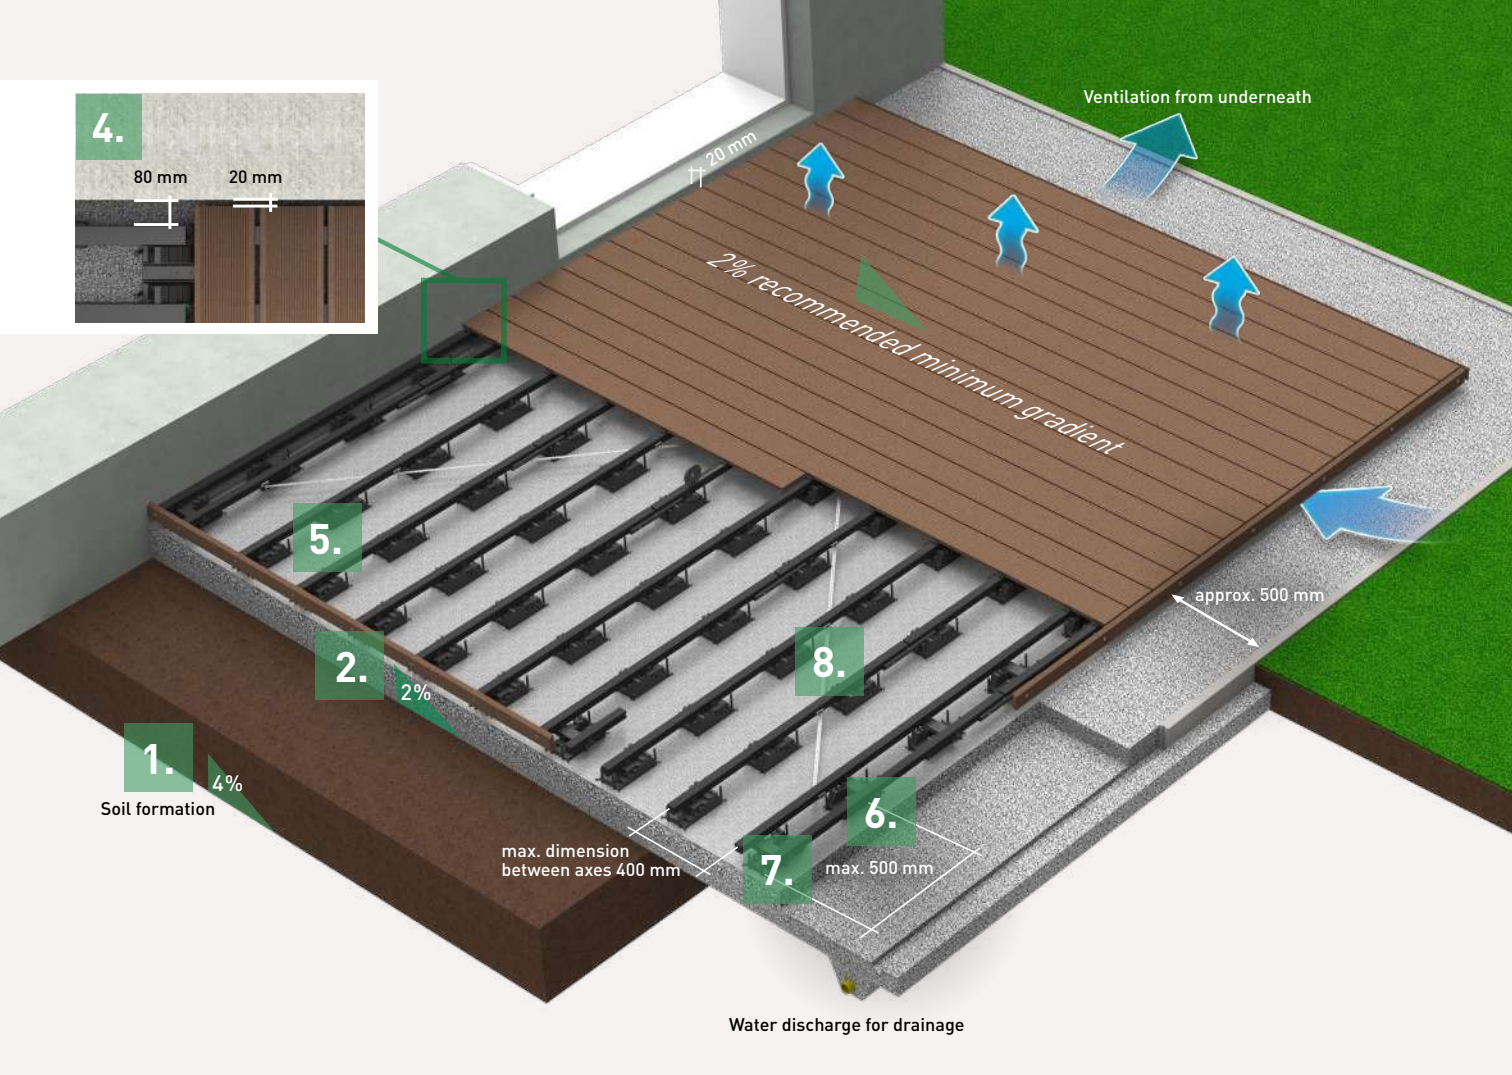 Ventilation from underneath
4.
80 mm
20 mm
20 mm
2% recommended minimum gradient
5.
approx. 500 mm
2.
2%
8.
1.
4%
Soil formation
6.
max. dimension
between axes 400 mm
7.
max. 500 mm
Water discharge for drainage